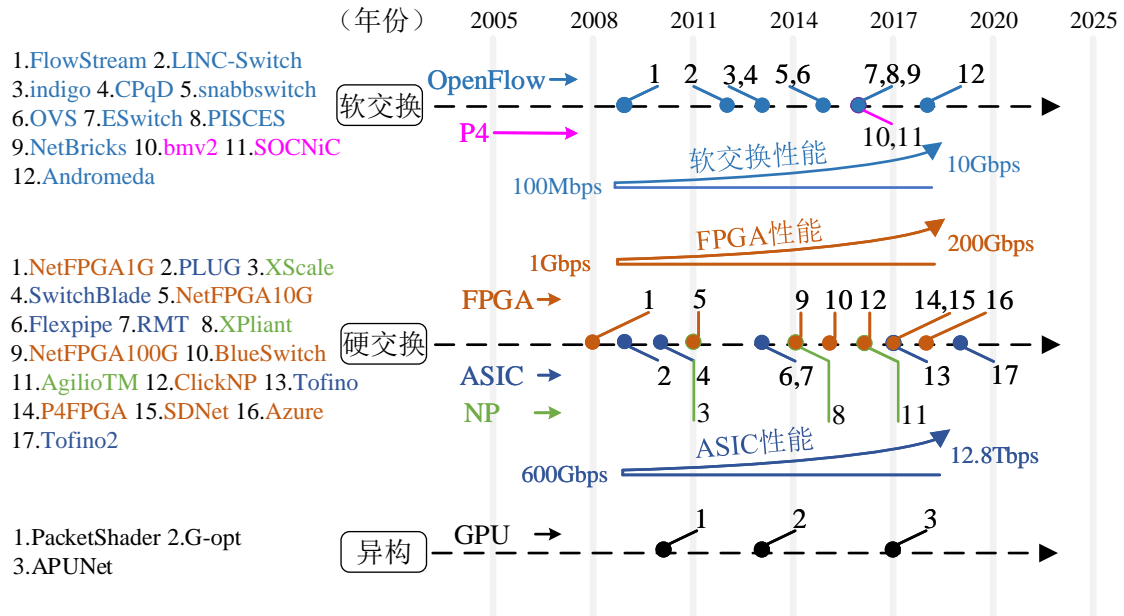 （年份） 2005 2008 2011 2014 2017 2020 2025
1.FlowStream 2.LINC-Switch
3.indigo 4.CPqD 5.snabbswitch
6.OVS 7.ESwitch 8.PISCES
9.NetBricks 10.bmv2 11.SOCNiC
12.Andromeda
软交换
OpenFlow
1 2 3,4 5,6 7,8,9 12
P4
10,11
软交换性能
100Mbps
10Gbps
FPGA性能
1Gbps
200Gbps
1.NetFPGA1G 2.PLUG 3.XScale
4.SwitchBlade 5.NetFPGA10G
6.Flexpipe 7.RMT 8.XPliant
9.NetFPGA100G 10.BlueSwitch
11.AgilioTM 12.ClickNP 13.Tofino
14.P4FPGA 15.SDNet 16.Azure
17.Tofino2
硬交换
FPGA
1 5 9 10 12 14,15 16
ASIC
2 4 6,7 13 17
NP
3 8 11
ASIC性能
600Gbps
12.8Tbps
1.PacketShader 2.G-opt
3.APUNet
异构
GPU
1 2 3